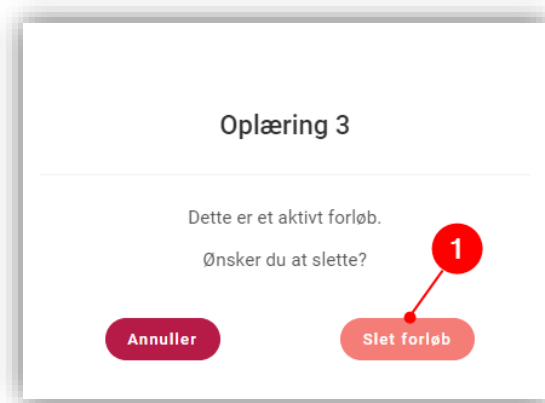 Oplæring 3
Dette er et aktivt forløb.
Ønsker du at slette?
1
Annuller
Slet forløb